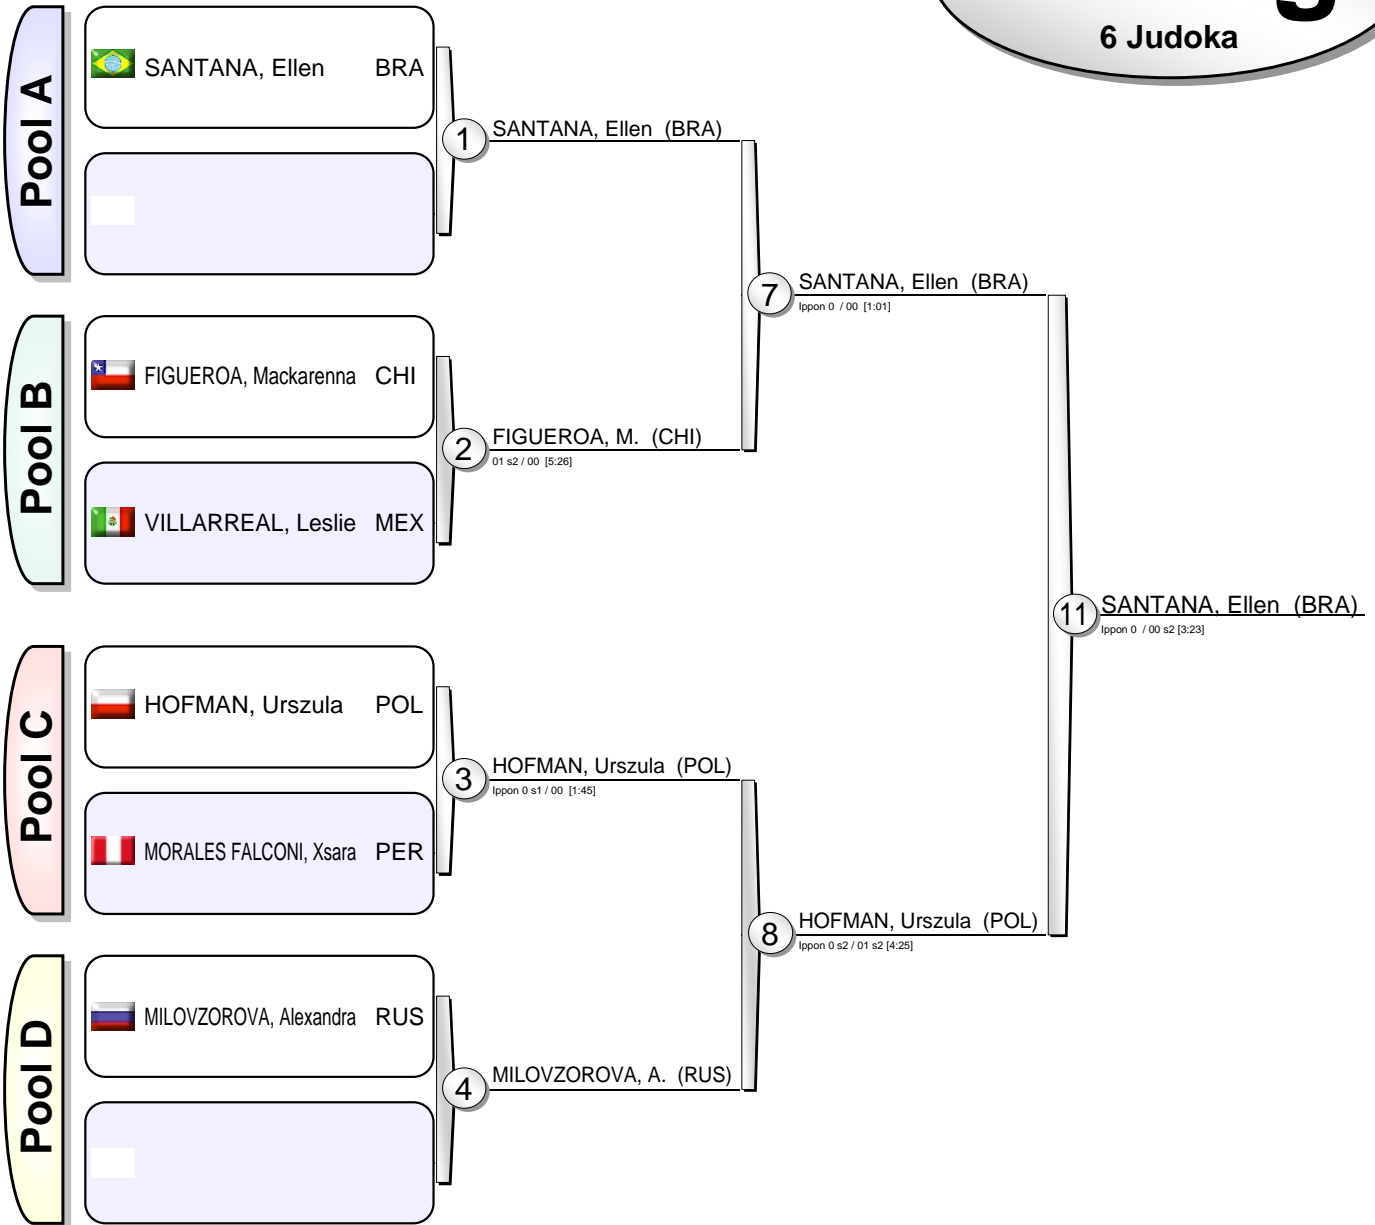 6 Judoka
Pool A
SANTANA, Ellen BRA
1
SANTANA, Ellen (BRA)
7
SANTANA, Ellen (BRA)
Ippon 0 / 00 [1:01]
Pool B
FIGUEROA, Mackarenna CHI
2
FIGUEROA, M. (CHI)
01 s2 / 00 [5:26]
VILLARREAL, Leslie MEX
11
SANTANA, Ellen (BRA)
Ippon 0 / 00 s2 [3:23]
Pool C
HOFMAN, Urszula POL
3
HOFMAN, Urszula (POL)
Ippon 0 s1 / 00 [1:45]
MORALES FALCONI, Xsara PER
8
HOFMAN, Urszula (POL)
Ippon 0 s2 / 01 s2 [4:25]
Pool D
MILOVZOROVA, Alexandra RUS
4
MILOVZOROVA, A. (RUS)